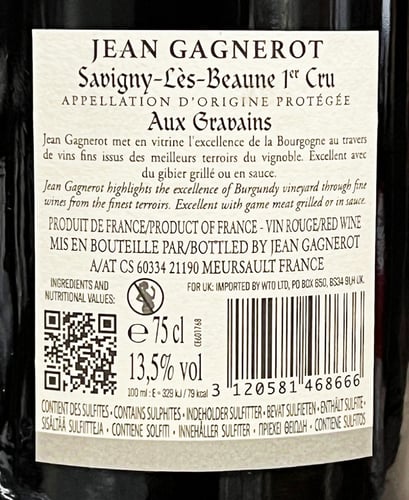 JEAN GAGNEROT
Savigny-Lès-Beaune 1er Cru
APPELLATION D'ORIGINE PROTÉGÉE
Aux Gravains
Jean Gagnerot met en vitrine l'excellence de la Bourgogne au travers
de vins fins issus des meilleurs terroirs du vignoble. Excellent avec
du gibier grillé ou en sauce.
Jean Gagnerot highlights the excellence of Burgundy vineyard through fine
wines from the finest terroirs. Excellent with game meat grilled or in sauce.
PRODUIT DE FRANCE/PRODUCT OF FRANCE - VIN ROUGE/RED WINE
MIS EN BOUTEILLE PAR/BOTTLED BY JEAN GAGNEROT
A/AT CS 60334 21190 MEURSAULT FRANCE
INGREDIENTS AND
NUTRITIONAL VALUES:
FOR UK: IMPORTED BY WTO LTD, PO BOX 650, BS34 9LH UK.
℮ 75 cl
CE601768
13,5% vol
100 ml : E = 329 kJ / 79 kcal
3 120581 468666
CONTIENT DES SULFITES - CONTAINS SULPHITES - INDEHOLDER SULFITTER - BEVAT SULFIETEN - ENTHÄLT SULFITE -
SISÄLTÄÄ SULFIITTEJA - CONTIENE SOLFITI - INNEHÅLLER SULFITER - ΠΕΡΙΕΧΕΙ ΘΕΙΩΔΗ - CONTIENE SULFITOS